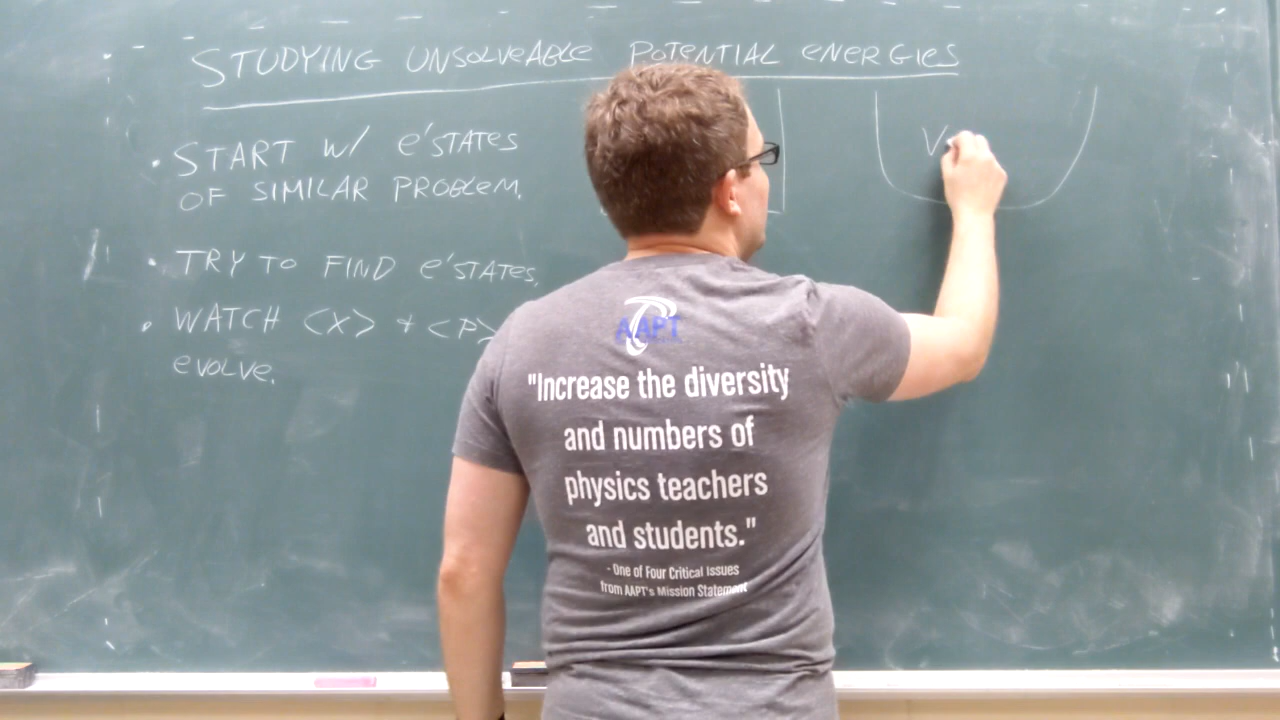 STUDYING UNSOLVEABLE POTENTIAL ENERGIES
• START W/ E'STATES
OF SIMILAR PROBLEM.
• TRY TO FIND E'STATES.
• WATCH <X> + <P>
EVOLVE.
V
AAPT
"Increase the diversity
and numbers of
physics teachers
and students."
- One of Four Critical Issues
from AAPT's Mission Statement